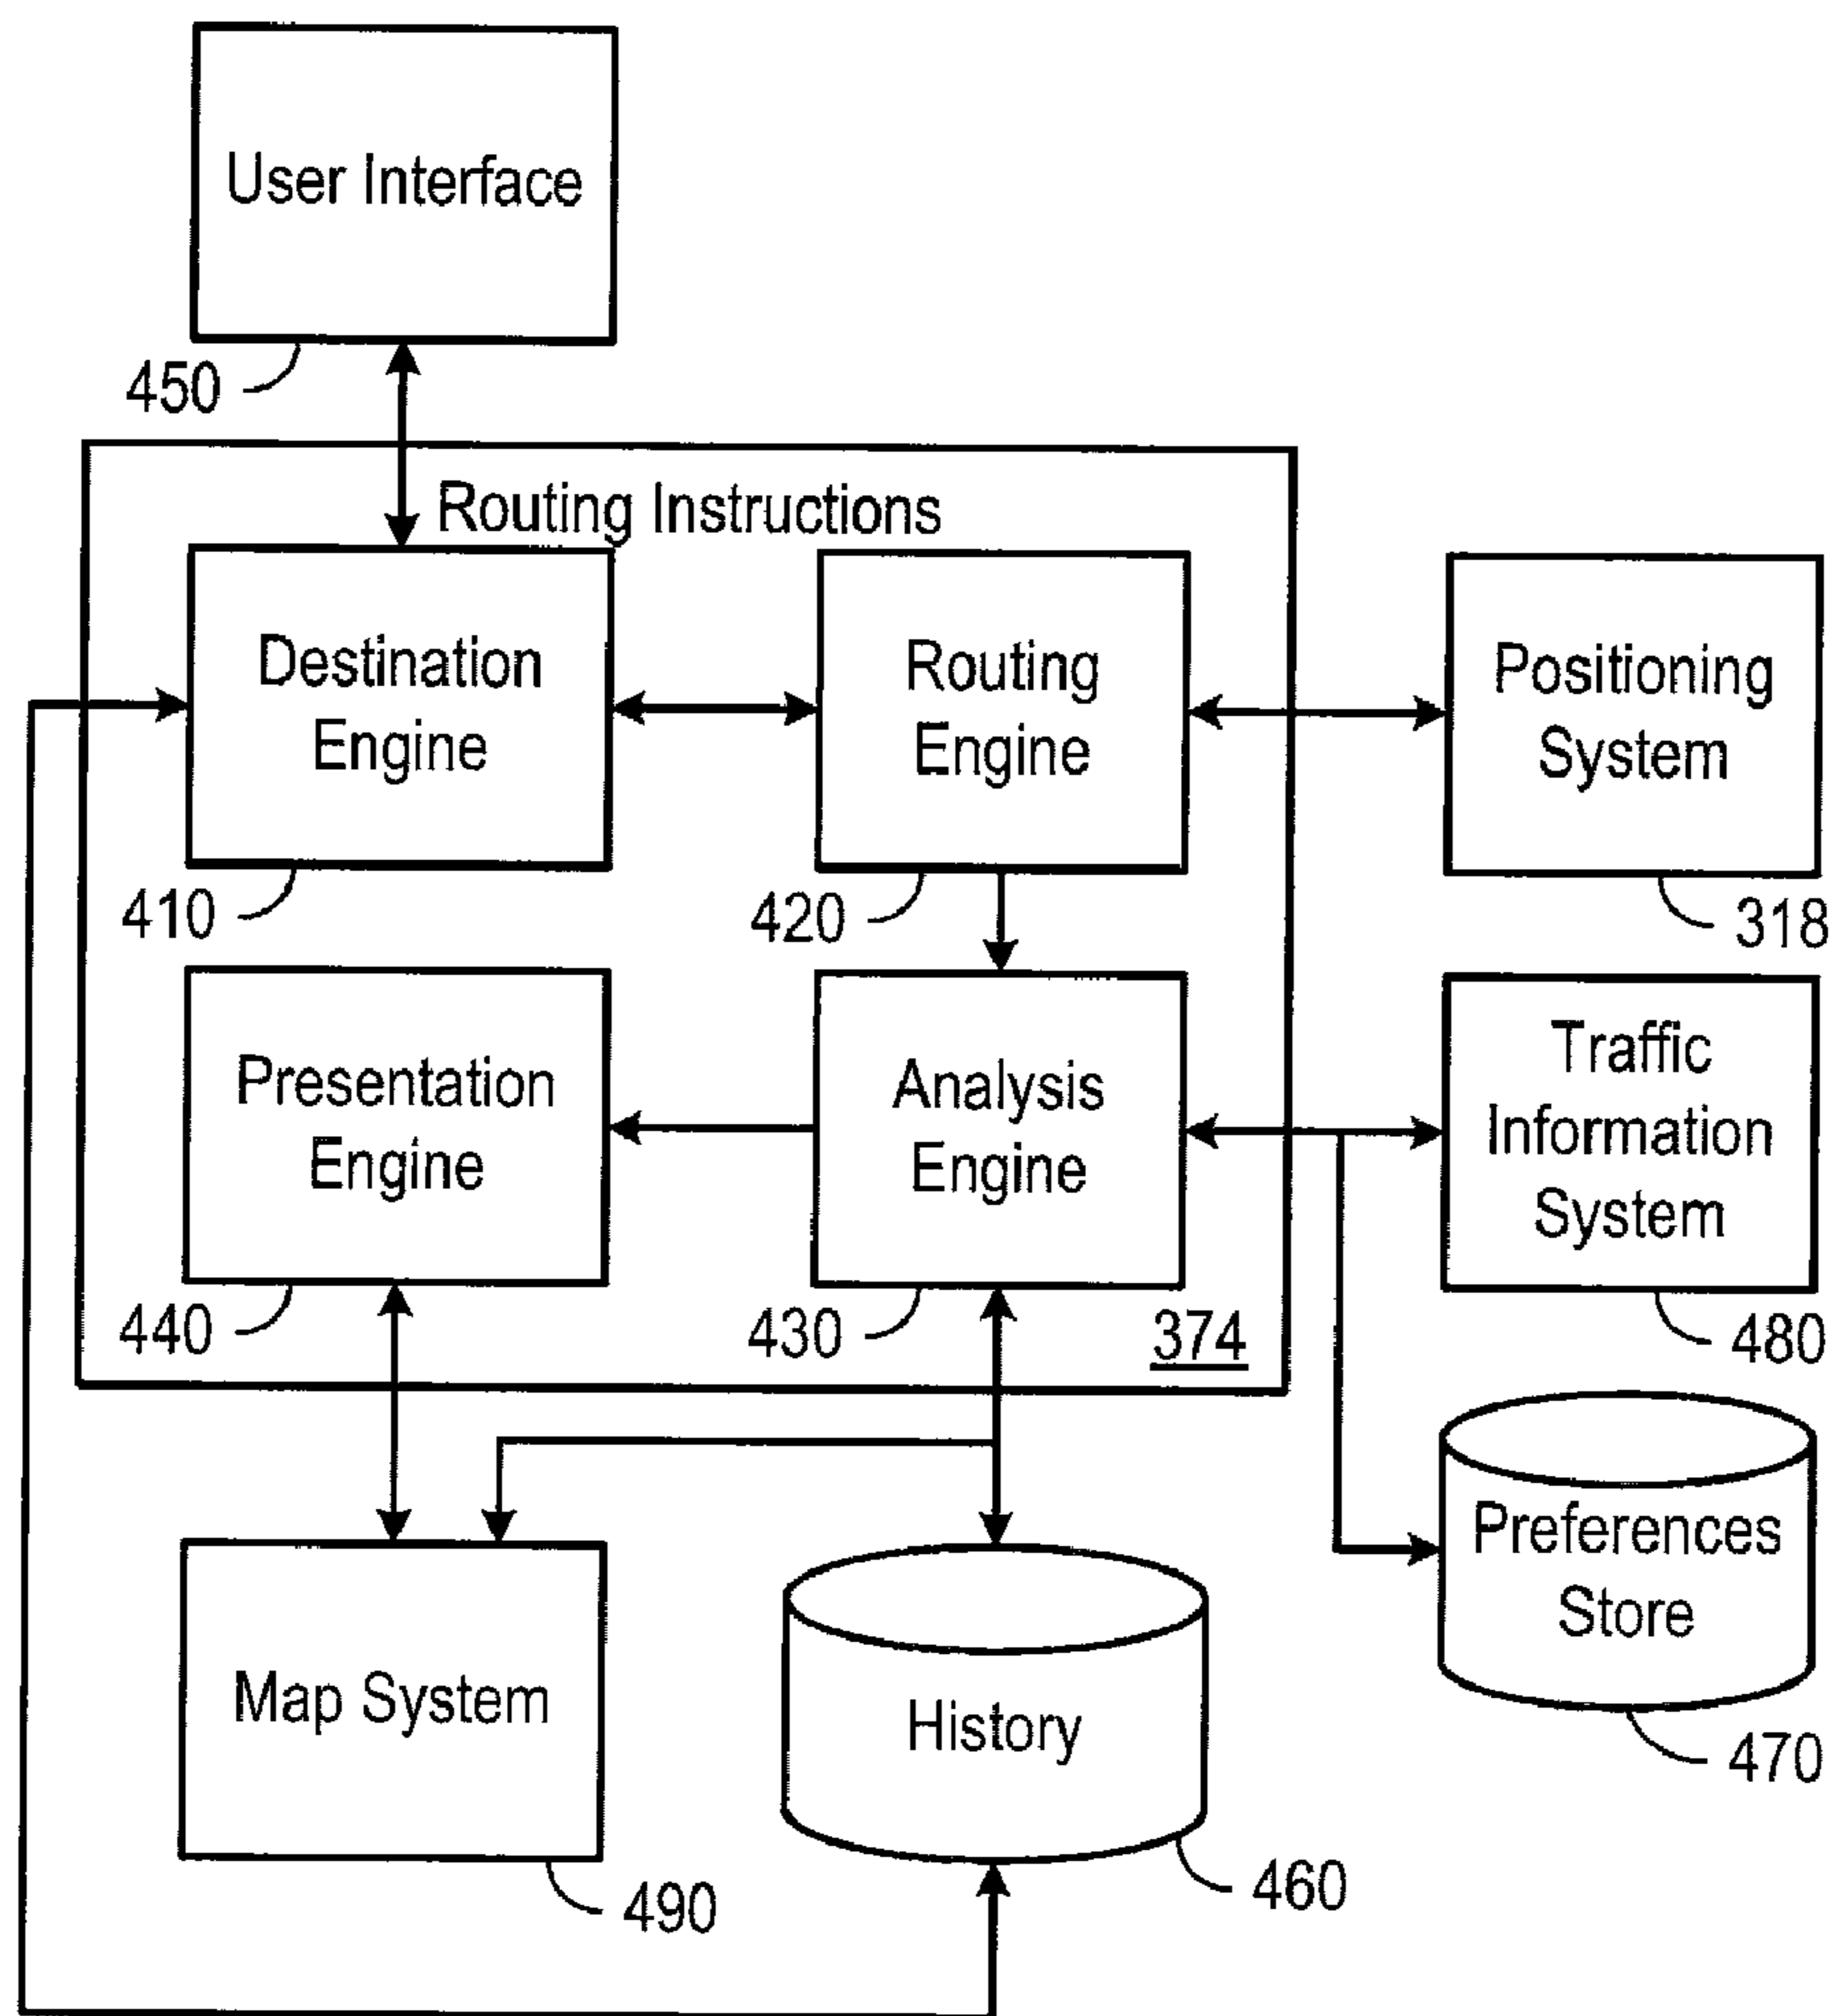 User Interface
450
Routing Instructions
Destination
Engine
410
Routing
Engine
420
Positioning
System
318
Presentation
Engine
440
Analysis
Engine
430
374
Traffic
Information
System
480
Map System
490
History
460
Preferences
Store
470